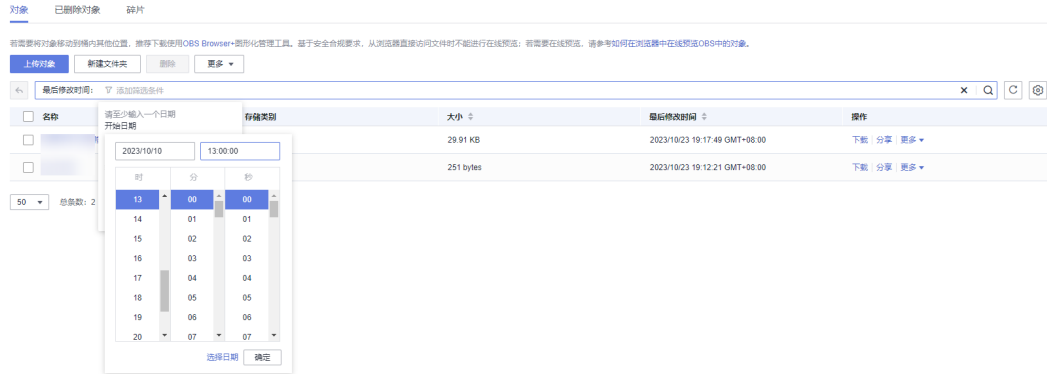 对象 已删除对象 碎片
若需要将对象移动到桶内其他位置，推荐下载使用OBS Browser+图形化管理工具。基于安全合规要求，从浏览器直接访问文件时不能进行在线预览；若需要在线预览，请参考如何在浏览器中在线预览OBS中的对象。
上传对象 新建文件夹 删除 更多
最后修改时间： 添加筛选条件
名称 存储类别 大小 最后修改时间 操作
请至少输入一个日期
开始日期
29.91 KB 2023/10/23 19:17:49 GMT+08:00 下载 分享 更多
2023/10/10 13:00:00
251 bytes 2023/10/23 19:12:21 GMT+08:00 下载 分享 更多
时 分 秒
50 总条数：2
13 00 00
14 01 01
15 02 02
16 03 03
17 04 04
18 05 05
19 06 06
20 07 07
选择日期 确定